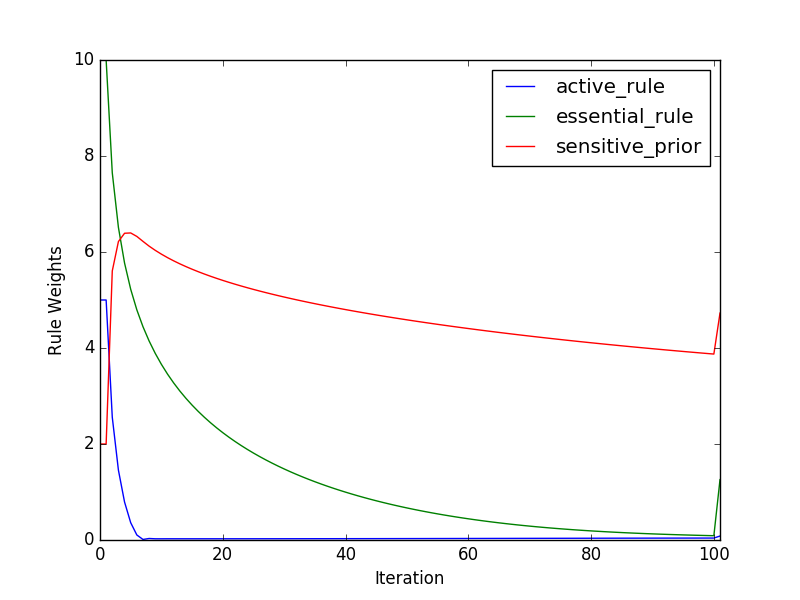 10
8
6
4
2
0
Rule Weights
active_rule
essential_rule
sensitive_prior
0 20 40 60 80 100
Iteration